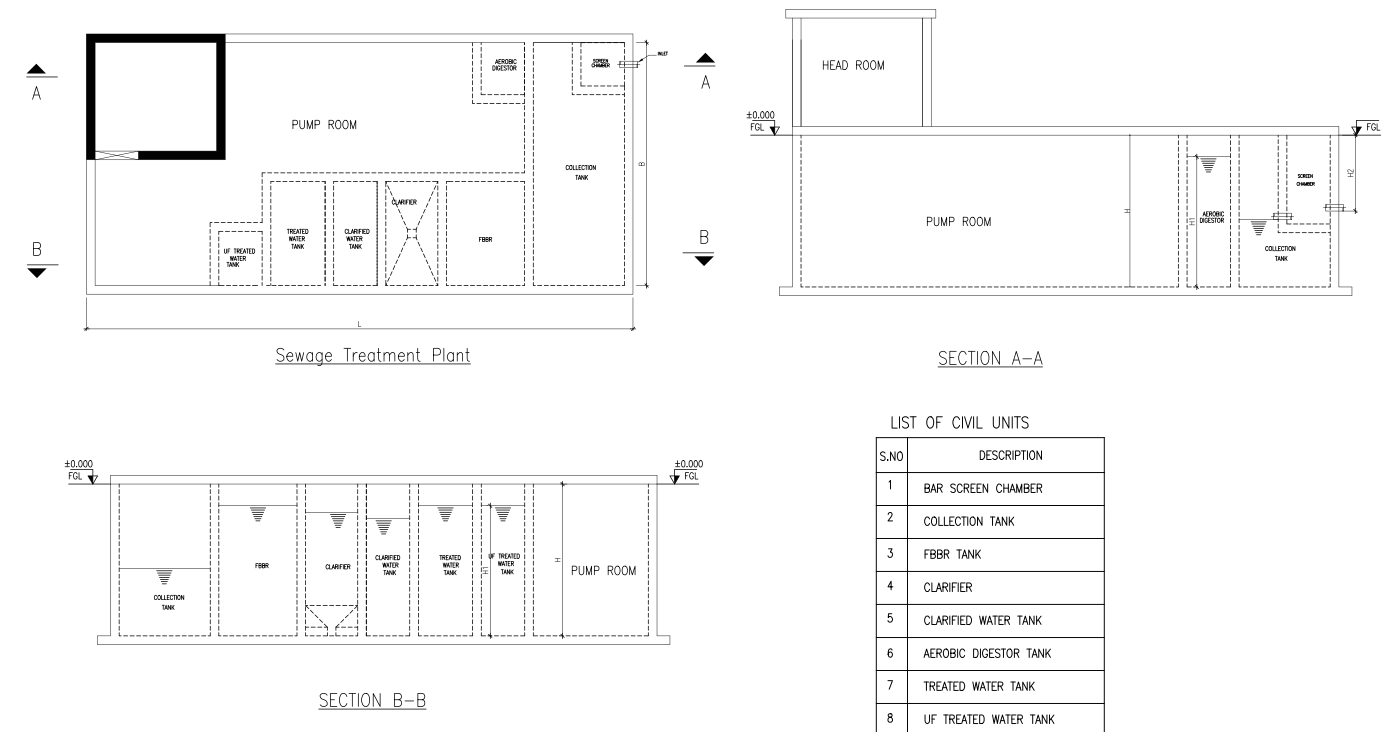 A
A
B
B
PUMP ROOM
AEROBIC
DIGESTOR
SCREEN
CHAMBER
INLET
COLLECTION
TANK
B
UF TREATED
WATER
TANK
TREATED
WATER
TANK
CLARIFIED
WATER
TANK
CLARIFIER
FBBR
L
Sewage Treatment Plant
HEAD ROOM
±0.000
FGL
FGL
PUMP ROOM
H
H1
AEROBIC
DIGESTOR
SCREEN
CHAMBER
H2
COLLECTION
TANK
SECTION A-A
±0.000
FGL
±0.000
FGL
COLLECTION
TANK
FBBR
CLARIFIER
CLARIFIED
WATER
TANK
TREATED
WATER
TANK
H1
UF TREATED
WATER
TANK
H
PUMP ROOM
SECTION B-B
LIST OF CIVIL UNITS
S.NO DESCRIPTION
1 BAR SCREEN CHAMBER
2 COLLECTION TANK
3 FBBR TANK
4 CLARIFIER
5 CLARIFIED WATER TANK
6 AEROBIC DIGESTOR TANK
7 TREATED WATER TANK
8 UF TREATED WATER TANK